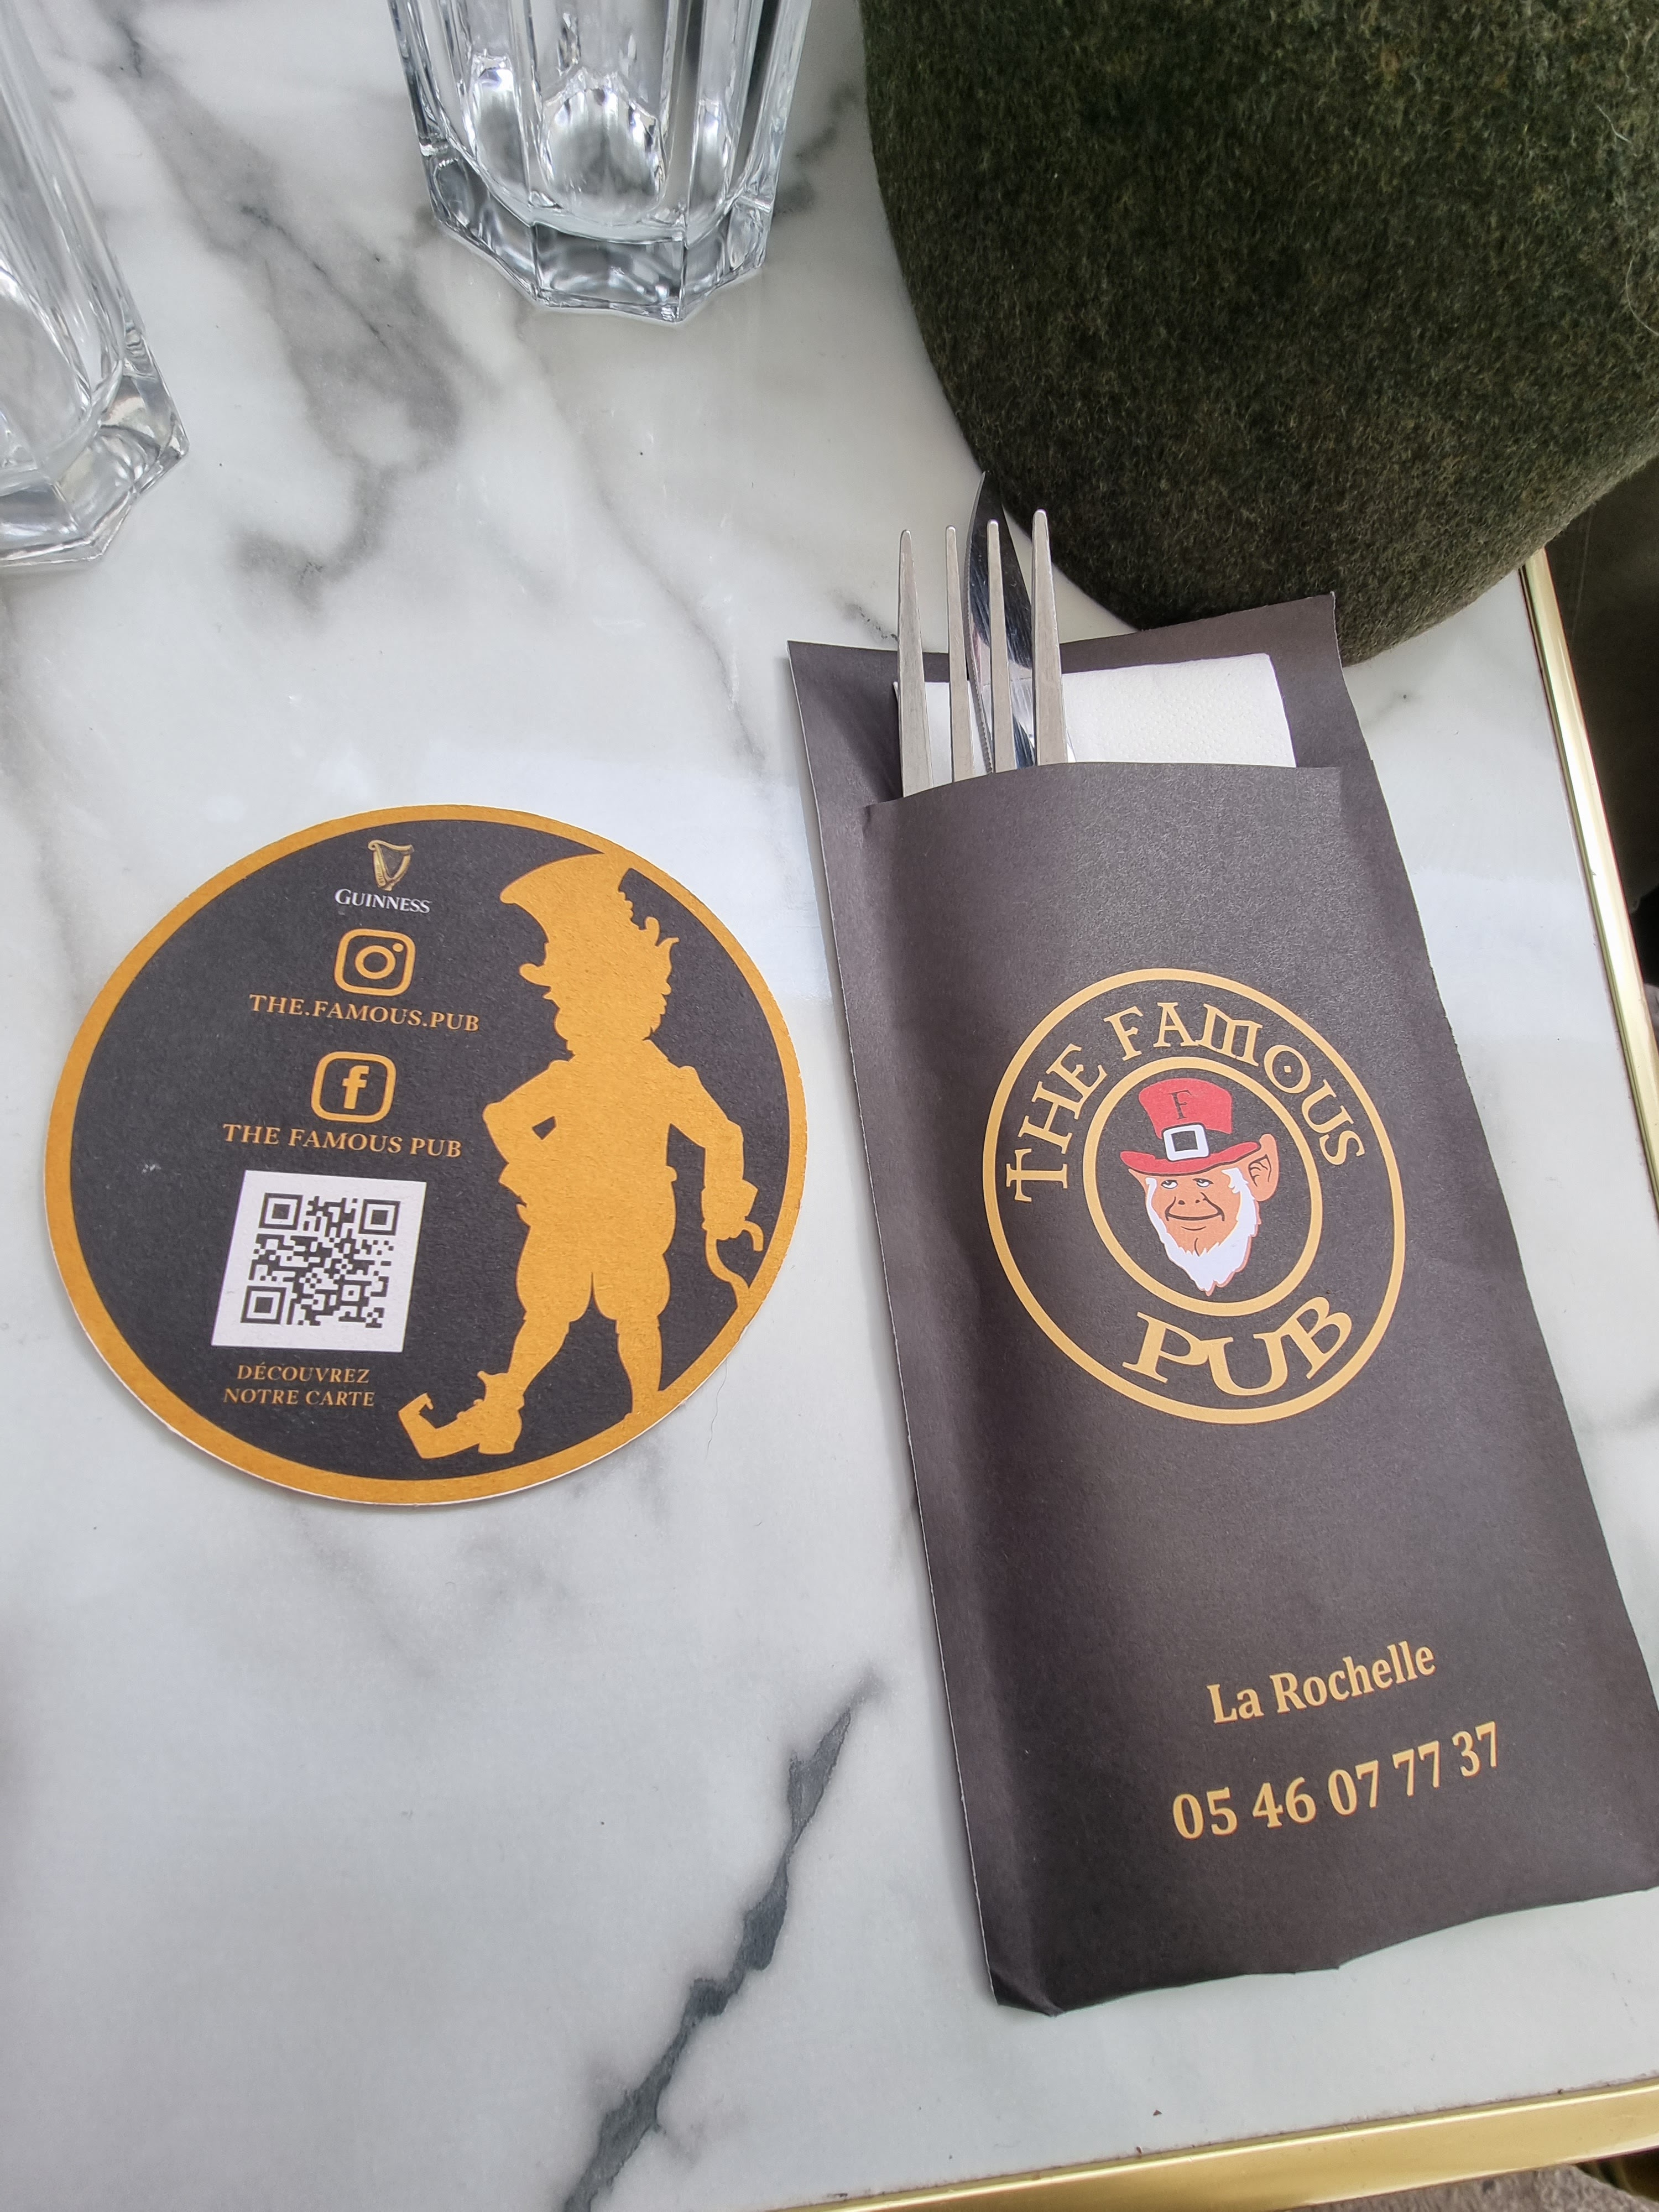 GUINNESS
THE.FAMOUS.PUB
f
THE FAMOUS PUB
DÉCOUVREZ
NOTRE CARTE
THE FAMOUS
F
PUB
La Rochelle
05 46 07 77 37